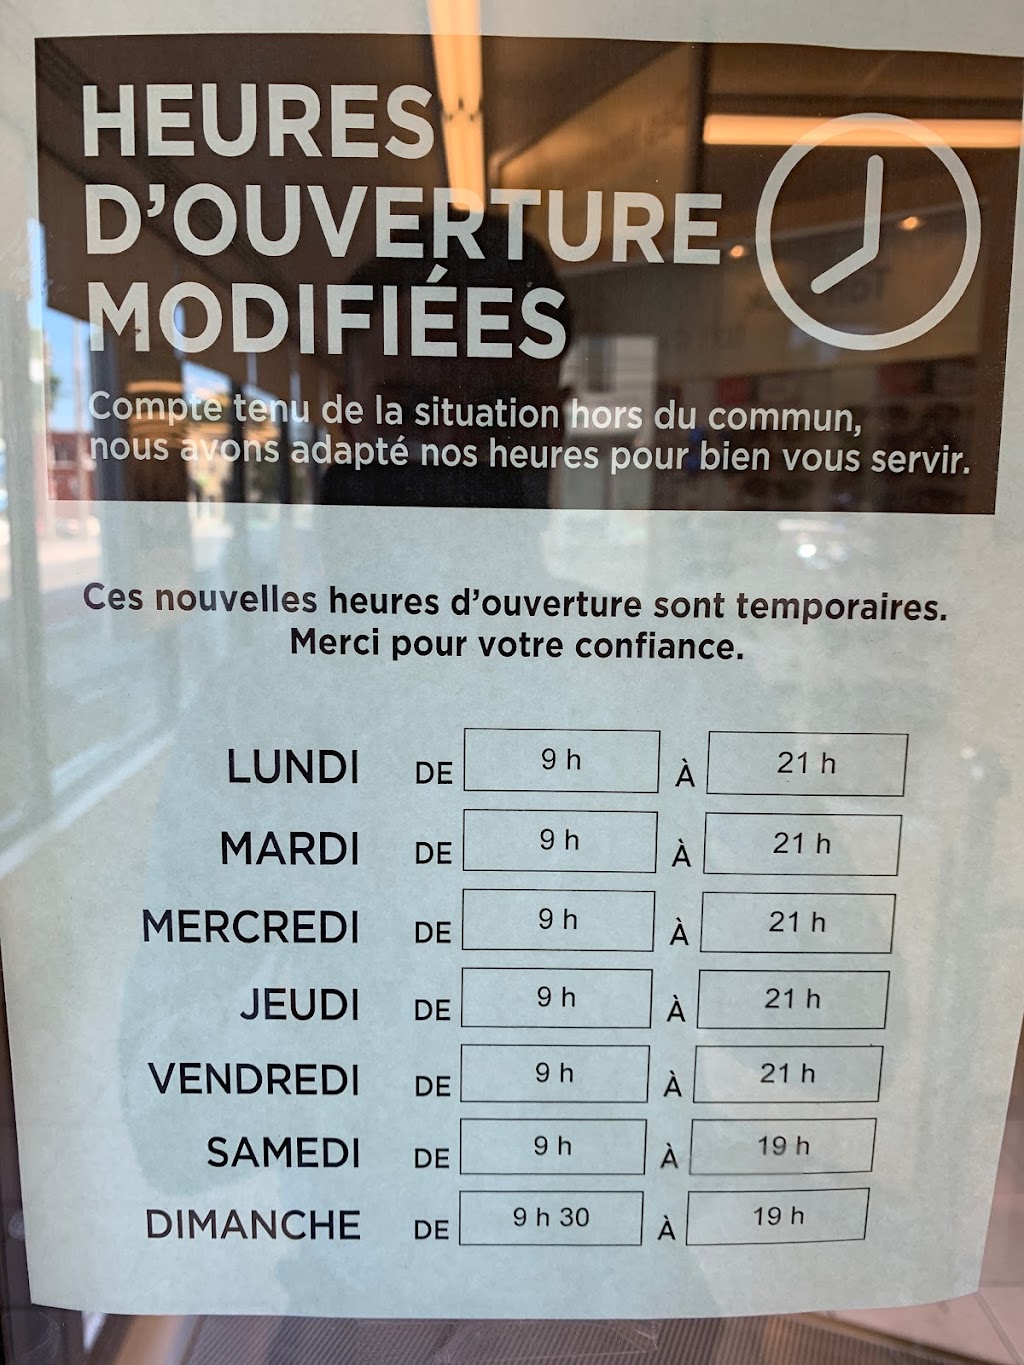 HEURES
D'OUVERTURE
MODIFIÉES
Compte tenu de la situation hors du commun,
nous avons adapté nos heures pour bien vous servir.
Ces nouvelles heures d'ouverture sont temporaires.
Merci pour votre confiance.
LUNDI DE 9 h À 21 h
MARDI DE 9 h À 21 h
MERCREDI DE 9 h À 21 h
JEUDI DE 9 h À 21 h
VENDREDI DE 9 h À 21 h
SAMEDI DE 9 h À 19 h
DIMANCHE DE 9 h 30 À 19 h